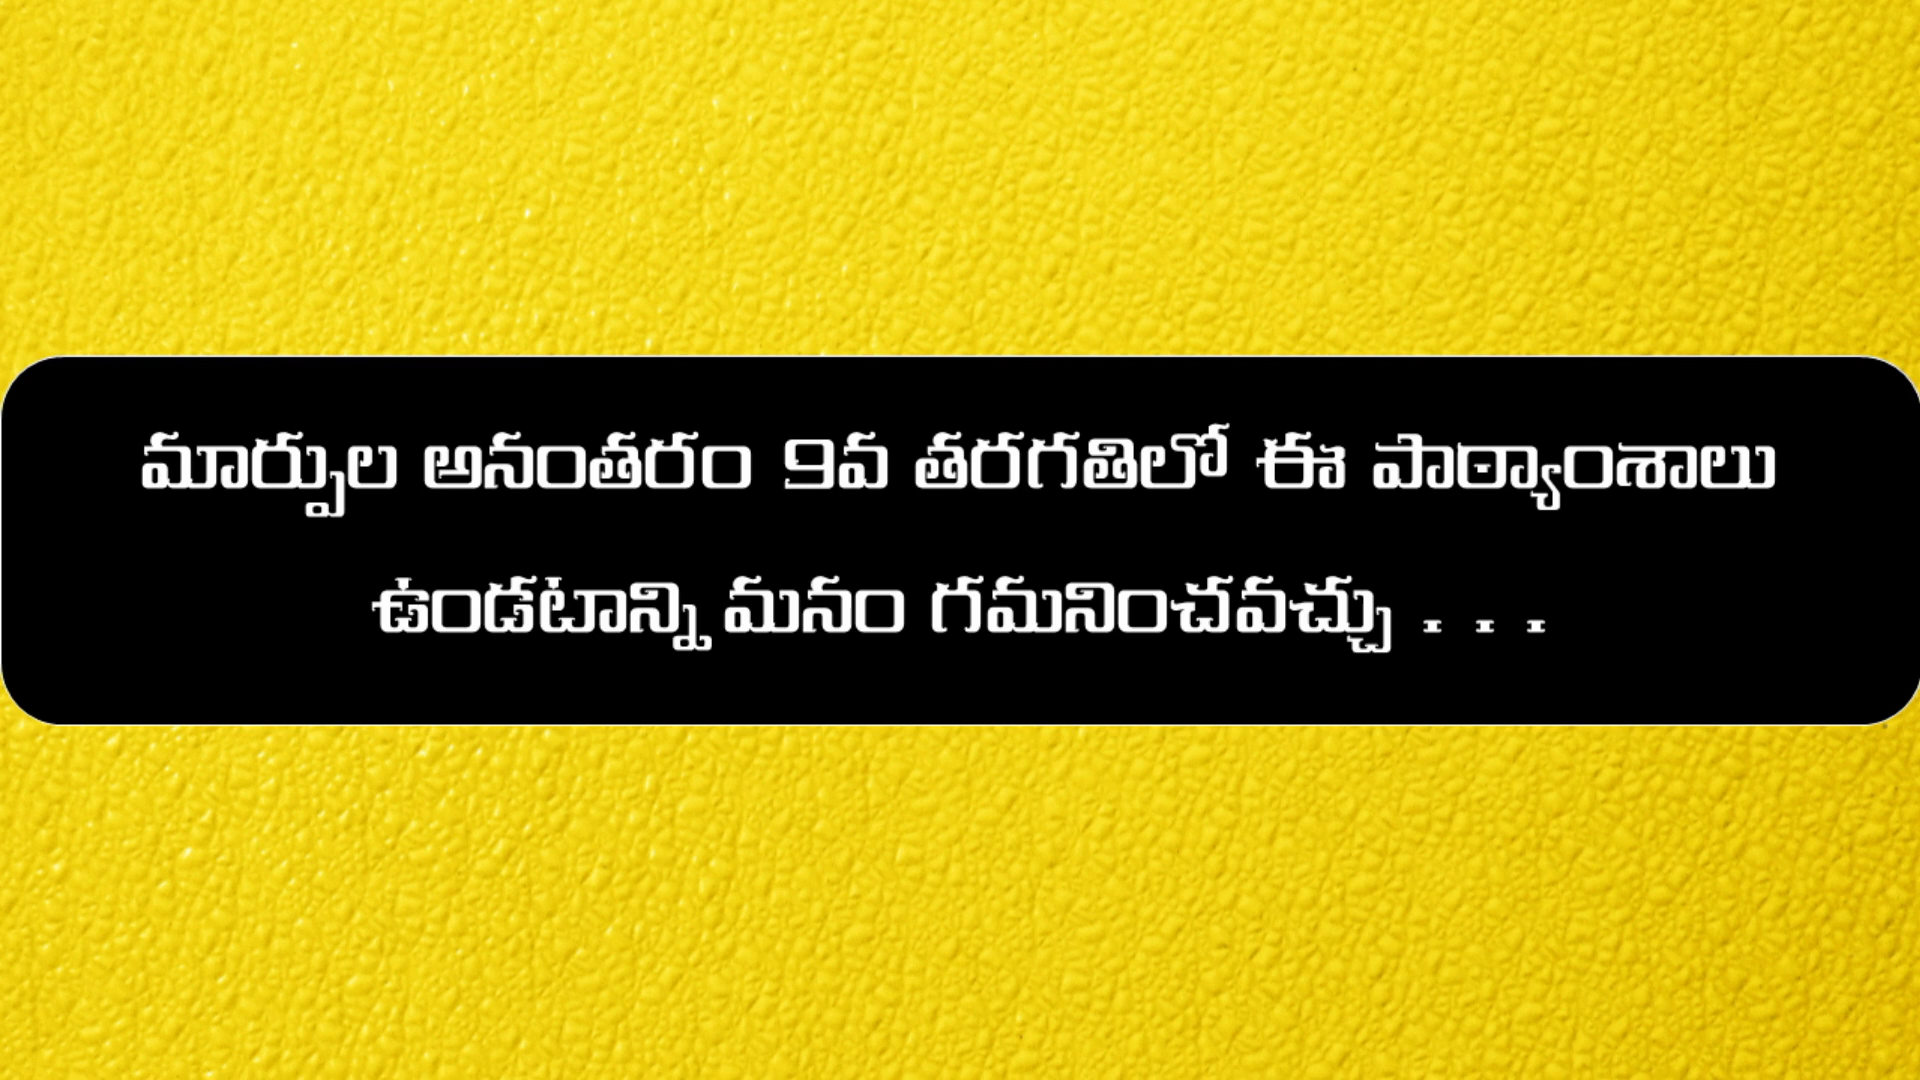 మార్పుల అనంతరం 9వ తరగతిలో ఈ పాఠ్యాంశాలు
ఉండటాన్ని మనం గమనించవచ్చు . . .